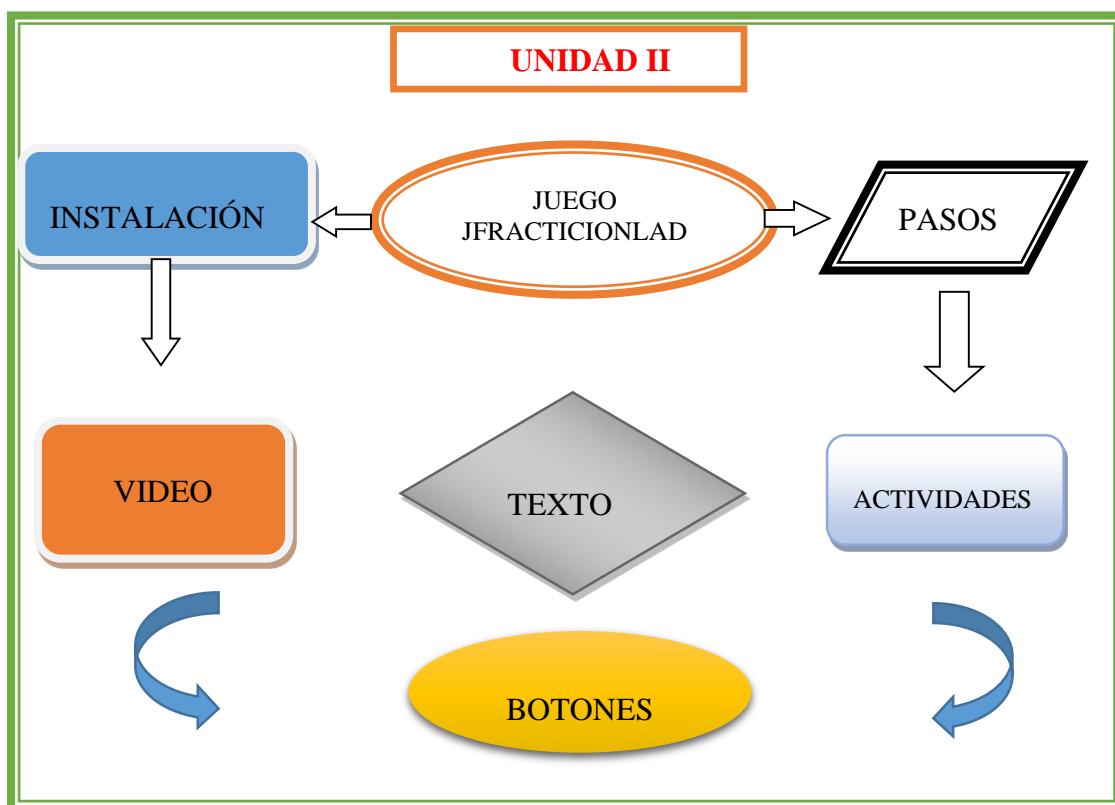 UNIDAD II
INSTALACIÓN
JUEGO
JFRACTICIONLAD
PASOS
VIDEO
TEXTO
ACTIVIDADES
BOTONES